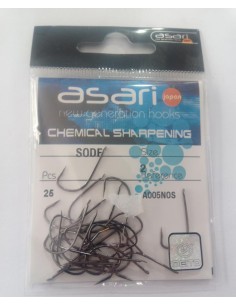 asari
asari
japan
new generation hooks
CHEMICAL SHARPENING
SODE
Size
2
Pcs
25
A005NOS